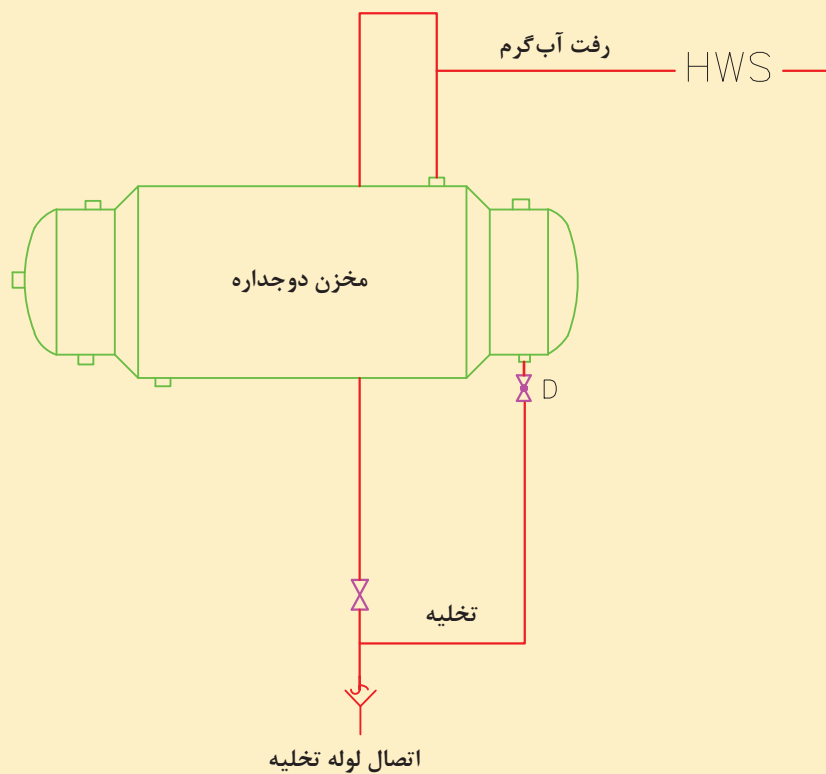 رفت آب‌گرم
HWS
مخزن دوجداره
D
تخلیه
اتصال لوله تخلیه